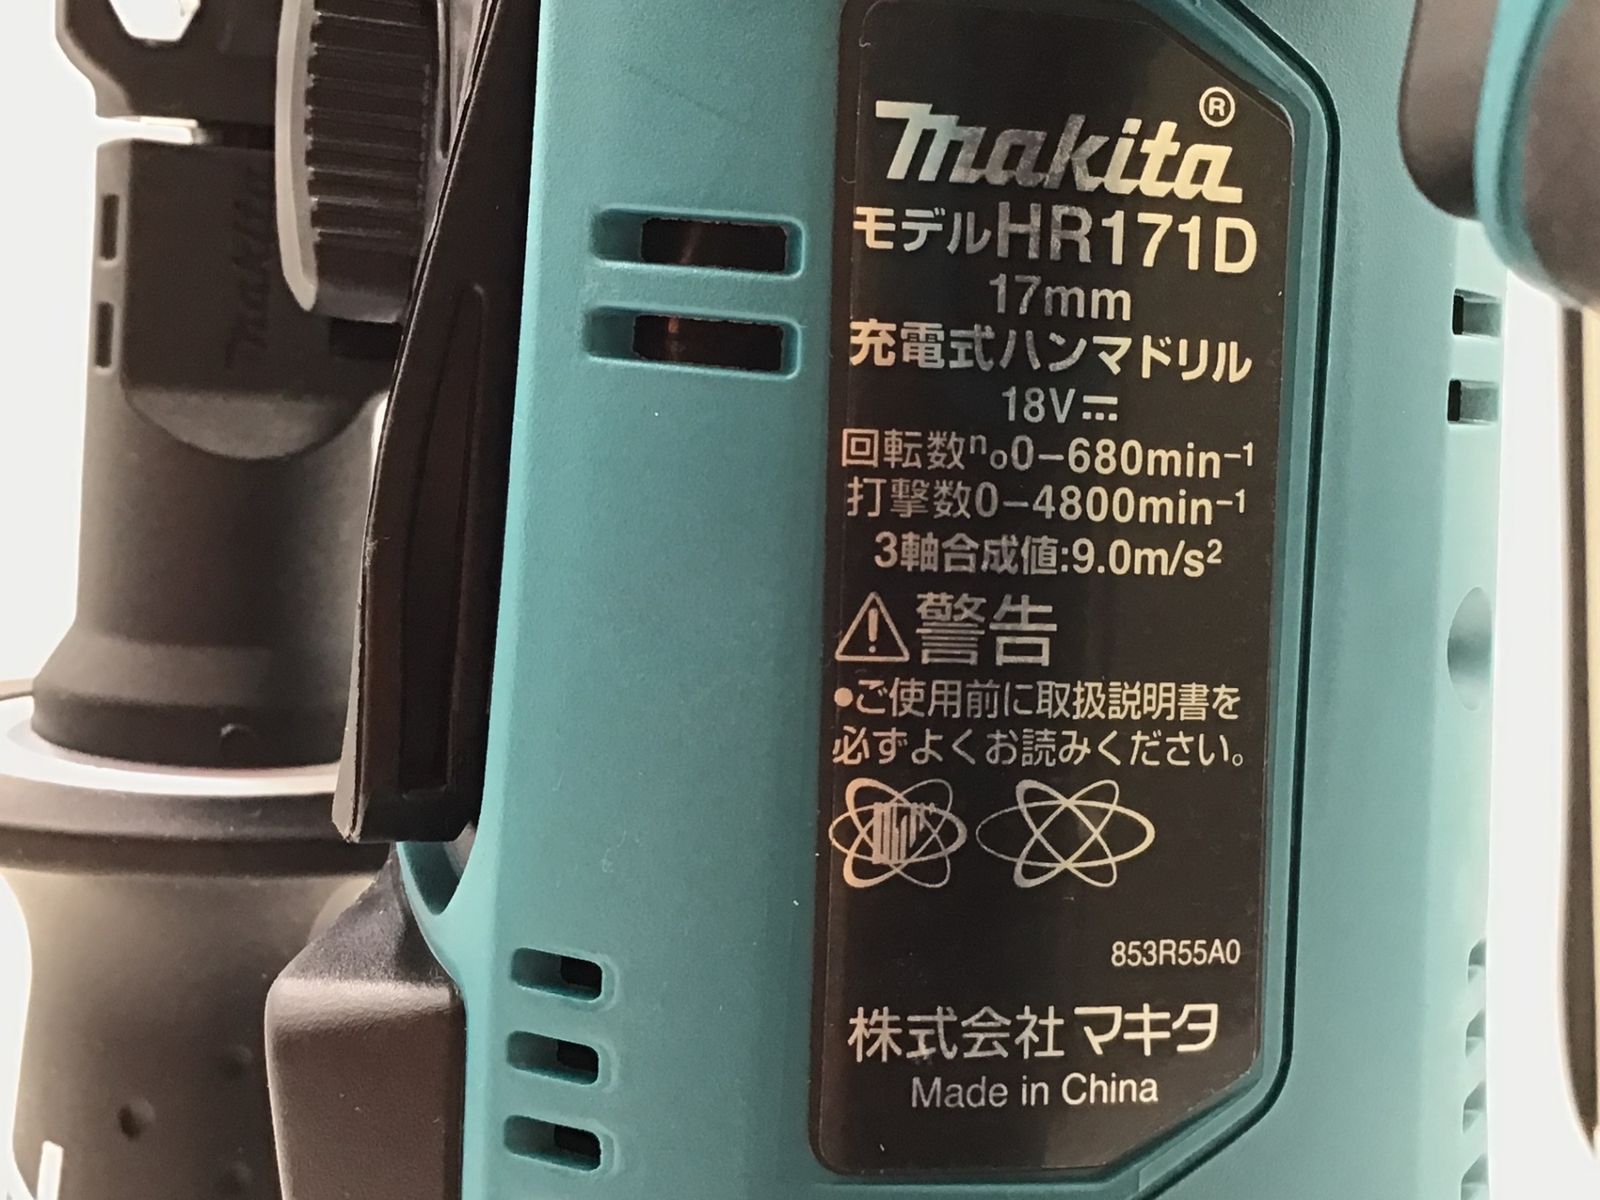 makita®
モデルHR171D
17mm
充電式ハンマドリル
18V⎓
回転数n₀0−680min⁻¹
打撃数0−4800min⁻¹
3軸合成値:9.0m/s²
警告
•ご使用前に取扱説明書を
必ずよくお読みください。
853R55A0
株式会社マキタ
Made in China
makita